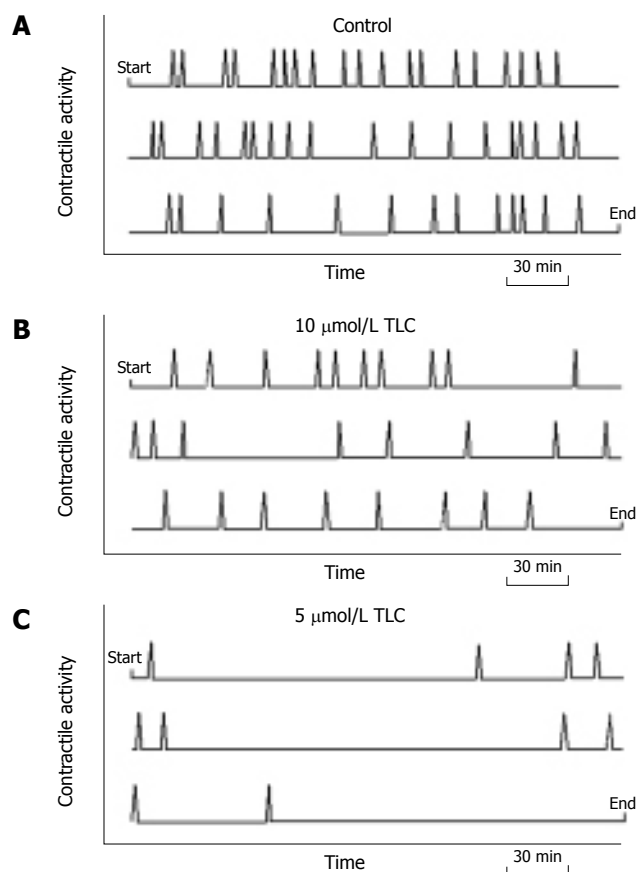 A
Control
Contractile activity
Start
End
Time
30 min
B
10 μmol/L TLC
Contractile activity
Start
End
Time
30 min
C
5 μmol/L TLC
Contractile activity
Start
End
Time
30 min